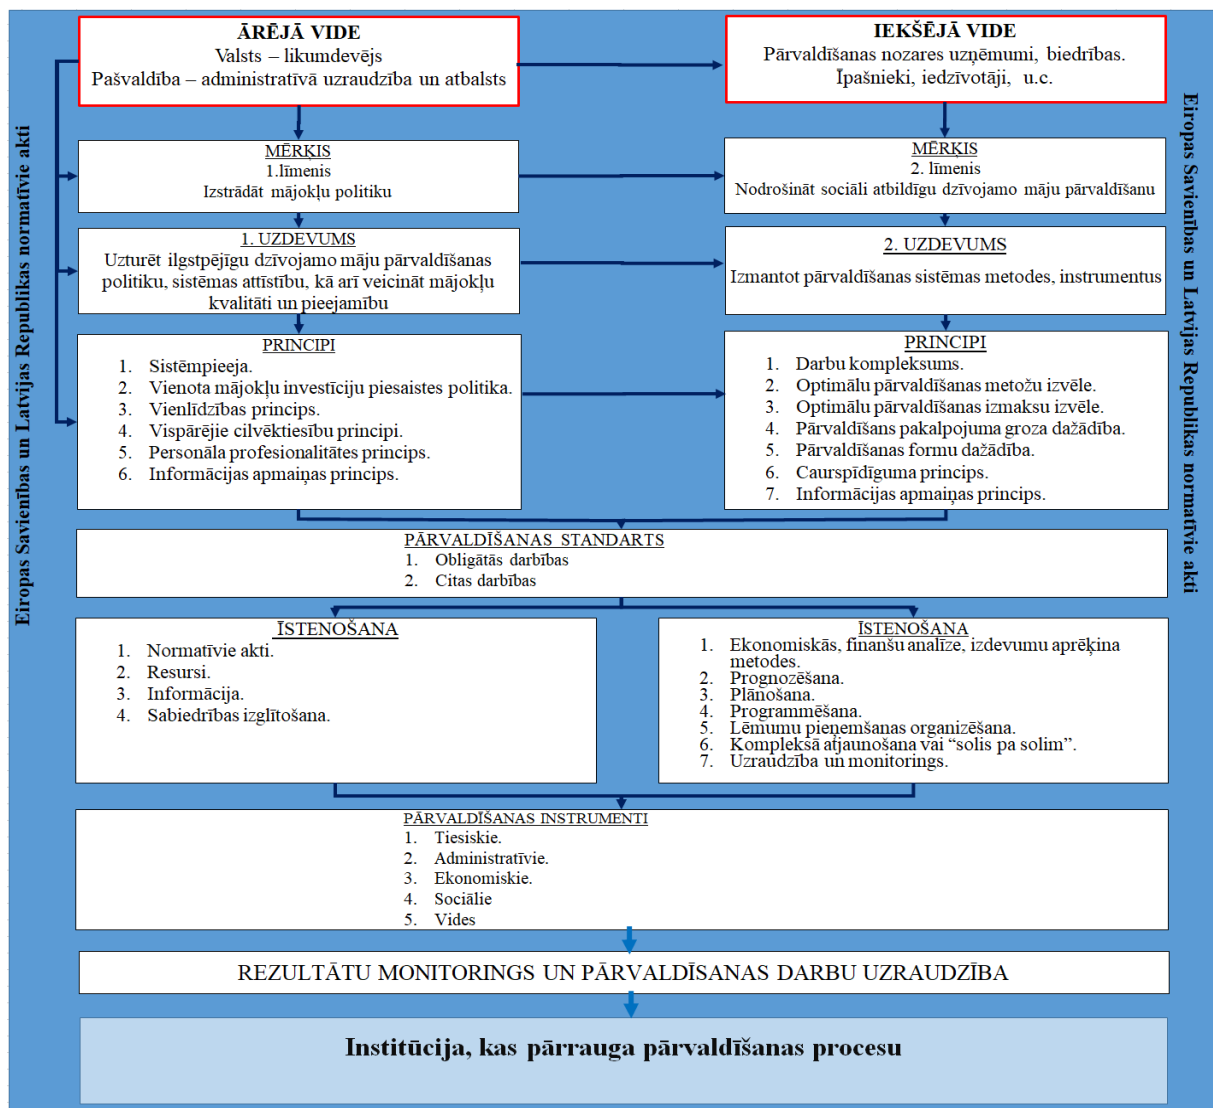 ĀRĒJĀ VIDE
Valsts – likumdevējs
Pašvaldība – administratīvā uzraudzība un atbalsts
IEKŠĒJĀ VIDE
Pārvaldīšanas nozares uzņēmumi, biedrības.
Īpašnieki, iedzīvotāji, u.c.
Eiropas Savienības un Latvijas Republikas normatīvie akti
Eiropas Savienības un Latvijas Republikas normatīvie akti
MĒRĶIS
1.līmenis
Izstrādāt mājokļu politiku
MĒRĶIS
2. līmenis
Nodrošināt sociāli atbildīgu dzīvojamo māju pārvaldīšanu
1. UZDEVUMS
Uzturēt ilgstpējīgu dzīvojamo māju pārvaldīšanas
politiku, sistēmas attīstību, kā arī veicināt mājokļu
kvalitāti un pieejamību
2. UZDEVUMS
Izmantot pārvaldīšanas sistēmas metodes, instrumentus
PRINCIPI
1. Sistēmpieeja.
2. Vienota mājokļu investīciju piesaistes politika.
3. Vienlīdzības princips.
4. Vispārējie cilvēktiesību principi.
5. Personāla profesionalitātes princips.
6. Informācijas apmaiņas princips.
PRINCIPI
1. Darbu kompleksums.
2. Optimālu pārvaldīšanas metožu izvēle.
3. Optimālu pārvaldīšanas izmaksu izvēle.
4. Pārvaldīšans pakalpojuma groza dažādība.
5. Pārvaldīšanas formu dažādība.
6. Caurspīdīguma princips.
7. Informācijas apmaiņas princips.
PĀRVALDĪŠANAS STANDARTS
1. Obligātās darbības
2. Citas darbības
ĪSTENOŠANA
1. Normatīvie akti.
2. Resursi.
3. Informācija.
4. Sabiedrības izglītošana.
ĪSTENOŠANA
1. Ekonomiskās, finanšu analīze, izdevumu aprēķina
metodes.
2. Prognozēšana.
3. Plānošana.
4. Programmēšana.
5. Lēmumu pieņemšanas organizēšana.
6. Kompleksā atjaunošana vai “solis pa solim”.
7. Uzraudzība un monitorings.
PĀRVALDĪŠANAS INSTRUMENTI
1. Tiesiskie.
2. Administratīvie.
3. Ekonomiskie.
4. Sociālie
5. Vides
REZULTĀTU MONITORINGS UN PĀRVALDĪSANAS DARBU UZRAUDZĪBA
Institūcija, kas pārrauga pārvaldīšanas procesu